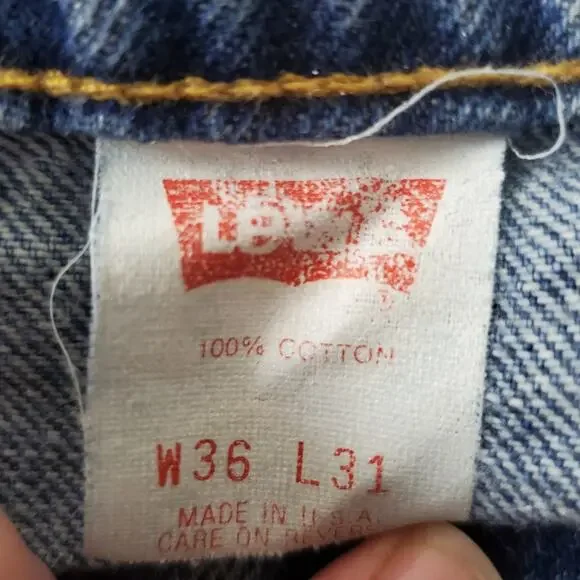 LEVI'S
®
100% COTTON
W36 L31
MADE IN U.S.A.
CARE ON REVERSE